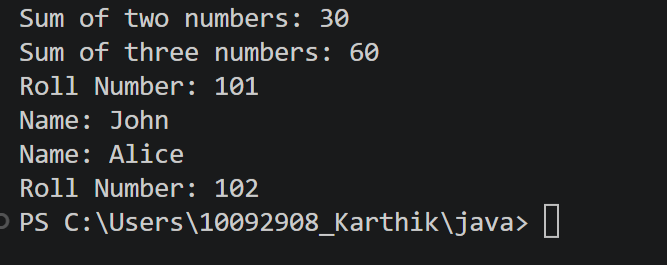 Sum of two numbers: 30
Sum of three numbers: 60
Roll Number: 101
Name: John
Name: Alice
Roll Number: 102
PS C:\Users\10092908_Karthik\java>